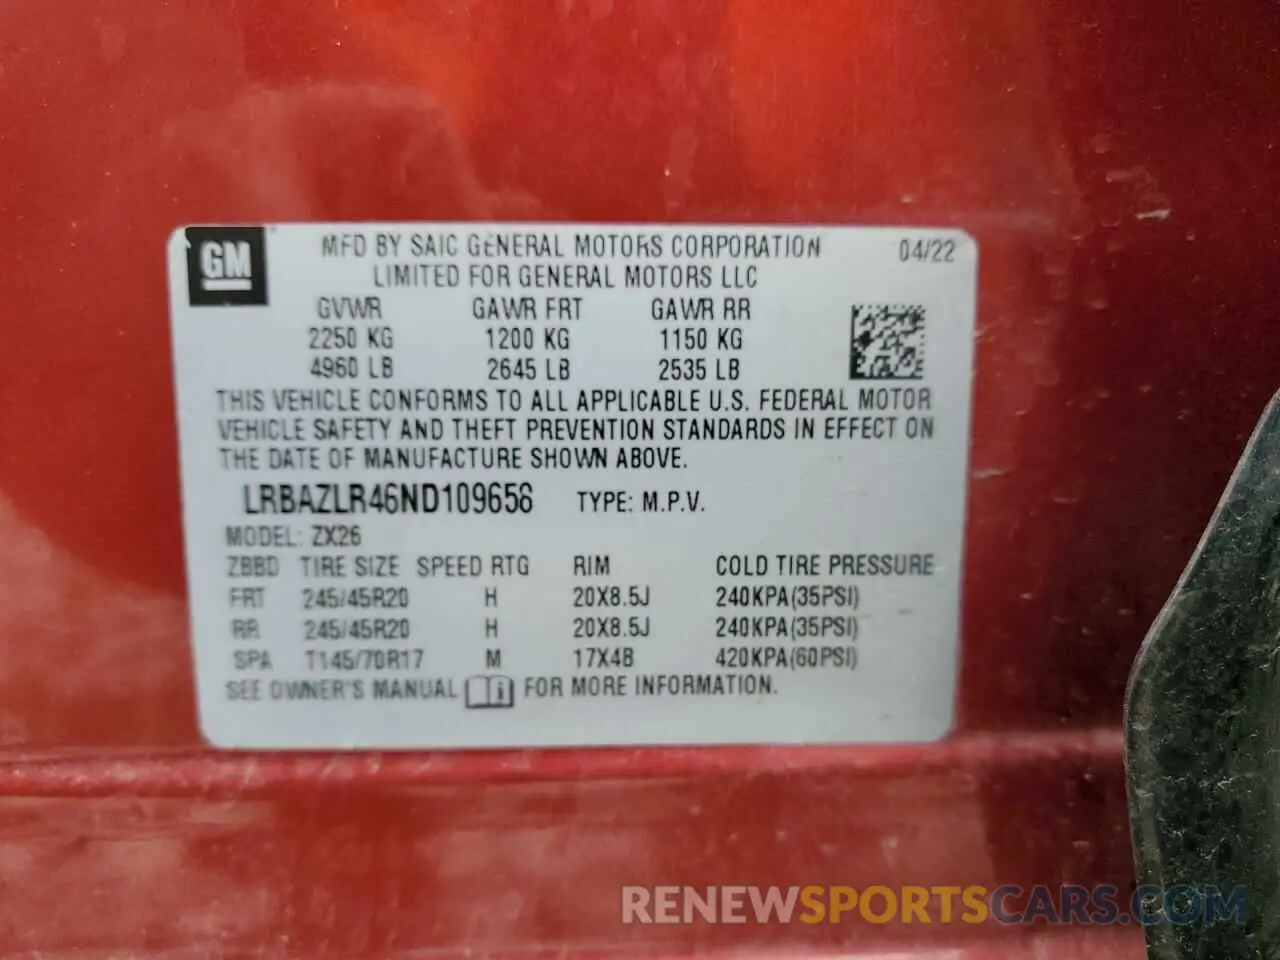 GM
MFD BY SAIC GENERAL MOTORS CORPORATION 04/22
LIMITED FOR GENERAL MOTORS LLC
GVWR GAWR FRT GAWR RR
2250 KG 1200 KG 1150 KG
4960 LB 2645 LB 2535 LB
THIS VEHICLE CONFORMS TO ALL APPLICABLE U.S. FEDERAL MOTOR
VEHICLE SAFETY AND THEFT PREVENTION STANDARDS IN EFFECT ON
THE DATE OF MANUFACTURE SHOWN ABOVE.
LRBAZLR46ND109658 TYPE: M.P.V.
MODEL: ZX26
ZBBD TIRE SIZE SPEED RTG RIM COLD TIRE PRESSURE
FRT 245/45R20 H 20X8.5J 240KPA(35PSI)
RR 245/45R20 H 20X8.5J 240KPA(35PSI)
SPA T145/70R17 M 17X4B 420KPA(60PSI)
SEE OWNER'S MANUAL i FOR MORE INFORMATION.
RENEWSPORTSCARS.COM